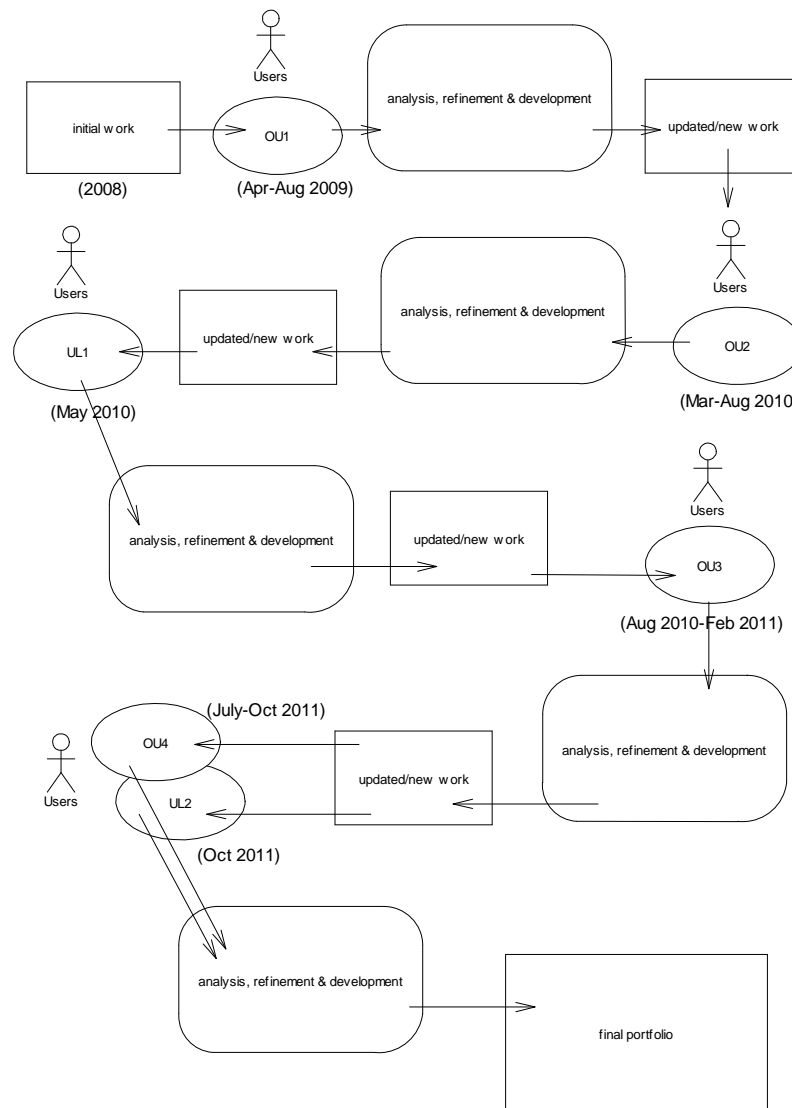 Users
analysis, refinement & development
initial work
OU1
updated/new work
(2008)
(Apr-Aug 2009)
Users
Users
analysis, refinement & development
updated/new work
UL1
OU2
(May 2010)
(Mar-Aug 2010
Users
analysis, refinement & development
updated/new work
OU3
(Aug 2010-Feb 2011)
(July-Oct 2011)
OU4
Users
updated/new work
analysis, refinement & development
UL2
(Oct 2011)
analysis, refinement & development
final portfolio